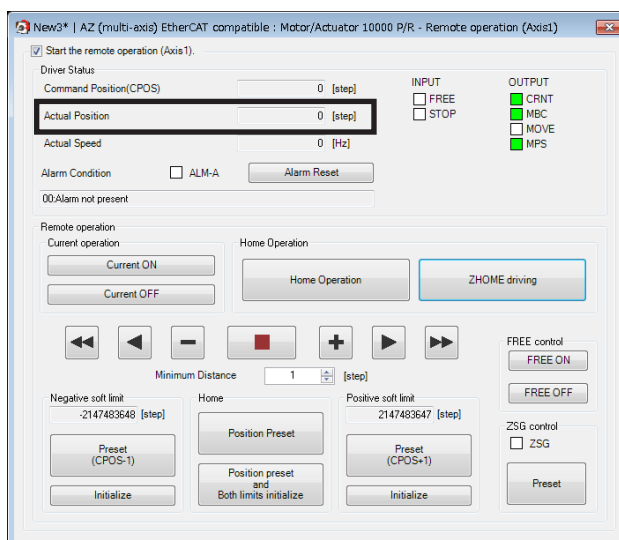 New3* | AZ (multi-axis) EtherCAT compatible : Motor/Actuator 10000 P/R - Remote operation (Axis1)
Start the remote operation (Axis1).
Driver Status
Command Position(CPOS) 0 [step]
Actual Position 0 [step]
Actual Speed 0 [Hz]
INPUT
FREE
STOP
OUTPUT
CRNT
MBC
MOVE
MPS
Alarm Condition ALM-A Alarm Reset
00:Alarm not present
Remote operation
Current operation
Current ON
Current OFF
Home Operation
Home Operation
ZHOME driving
Minimum Distance 1 [step]
FREE control
FREE ON
FREE OFF
Negative soft limit
-2147483648 [step]
Preset
(CPOS-1)
Initialize
Home
Position Preset
Position preset
and
Both limits initialize
Positive soft limit
2147483647 [step]
Preset
(CPOS+1)
Initialize
ZSG control
ZSG
Preset